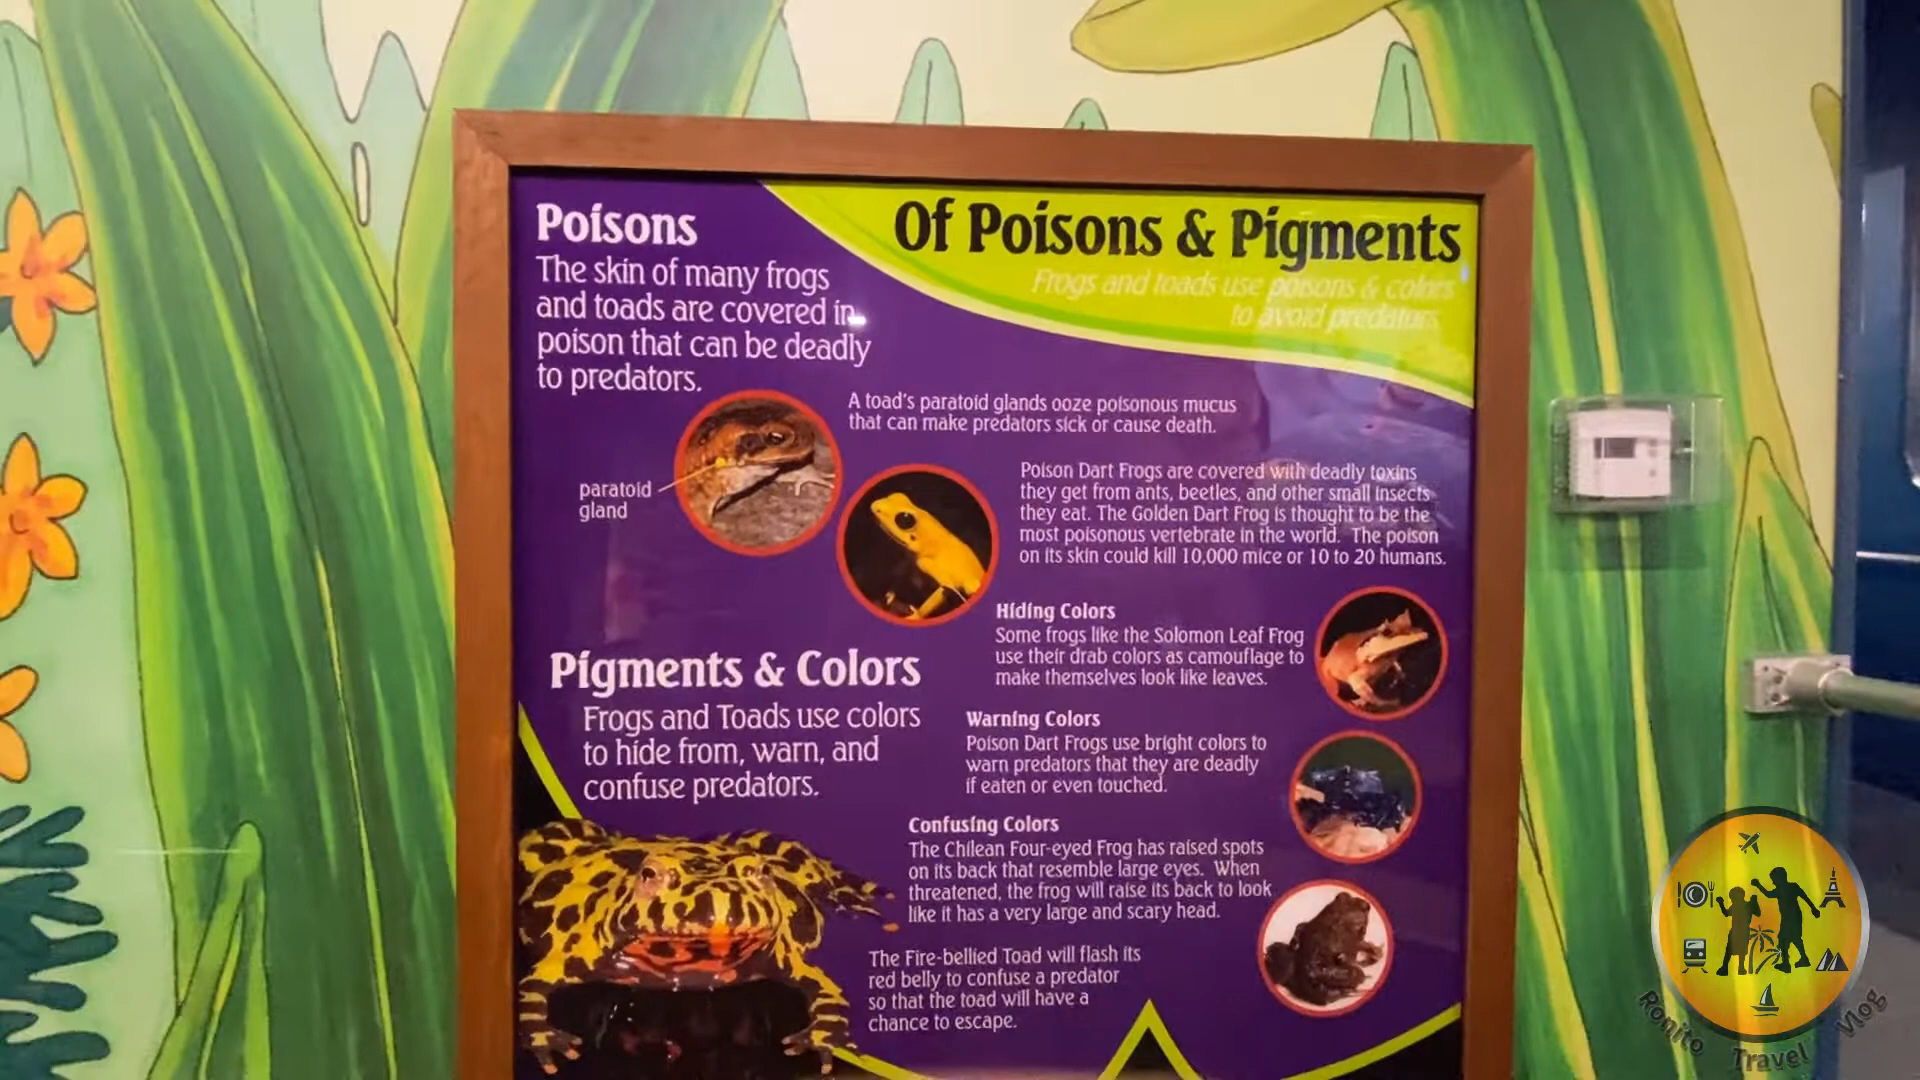 Of Poisons & Pigments
Frogs and toads use poisons & colors
to avoid predators.
Poisons
The skin of many frogs
and toads are covered in
poison that can be deadly
to predators.
A toad's paratoid glands ooze poisonous mucus
that can make predators sick or cause death.
paratoid
gland
Poison Dart Frogs are covered with deadly toxins
they get from ants, beetles, and other small insects
they eat. The Golden Dart Frog is thought to be the
most poisonous vertebrate in the world. The poison
on its skin could kill 10,000 mice or 10 to 20 humans.
Pigments & Colors
Frogs and Toads use colors
to hide from, warn, and
confuse predators.
Hiding Colors
Some frogs like the Solomon Leaf Frog
use their drab colors as camouflage to
make themselves look like leaves.
Warning Colors
Poison Dart Frogs use bright colors to
warn predators that they are deadly
if eaten or even touched.
Confusing Colors
The Chilean Four-eyed Frog has raised spots
on its back that resemble large eyes. When
threatened, the frog will raise its back to look
like it has a very large and scary head.
The Fire-bellied Toad will flash its
red belly to confuse a predator
so that the toad will have a
chance to escape.
Ronito Travel Vlog